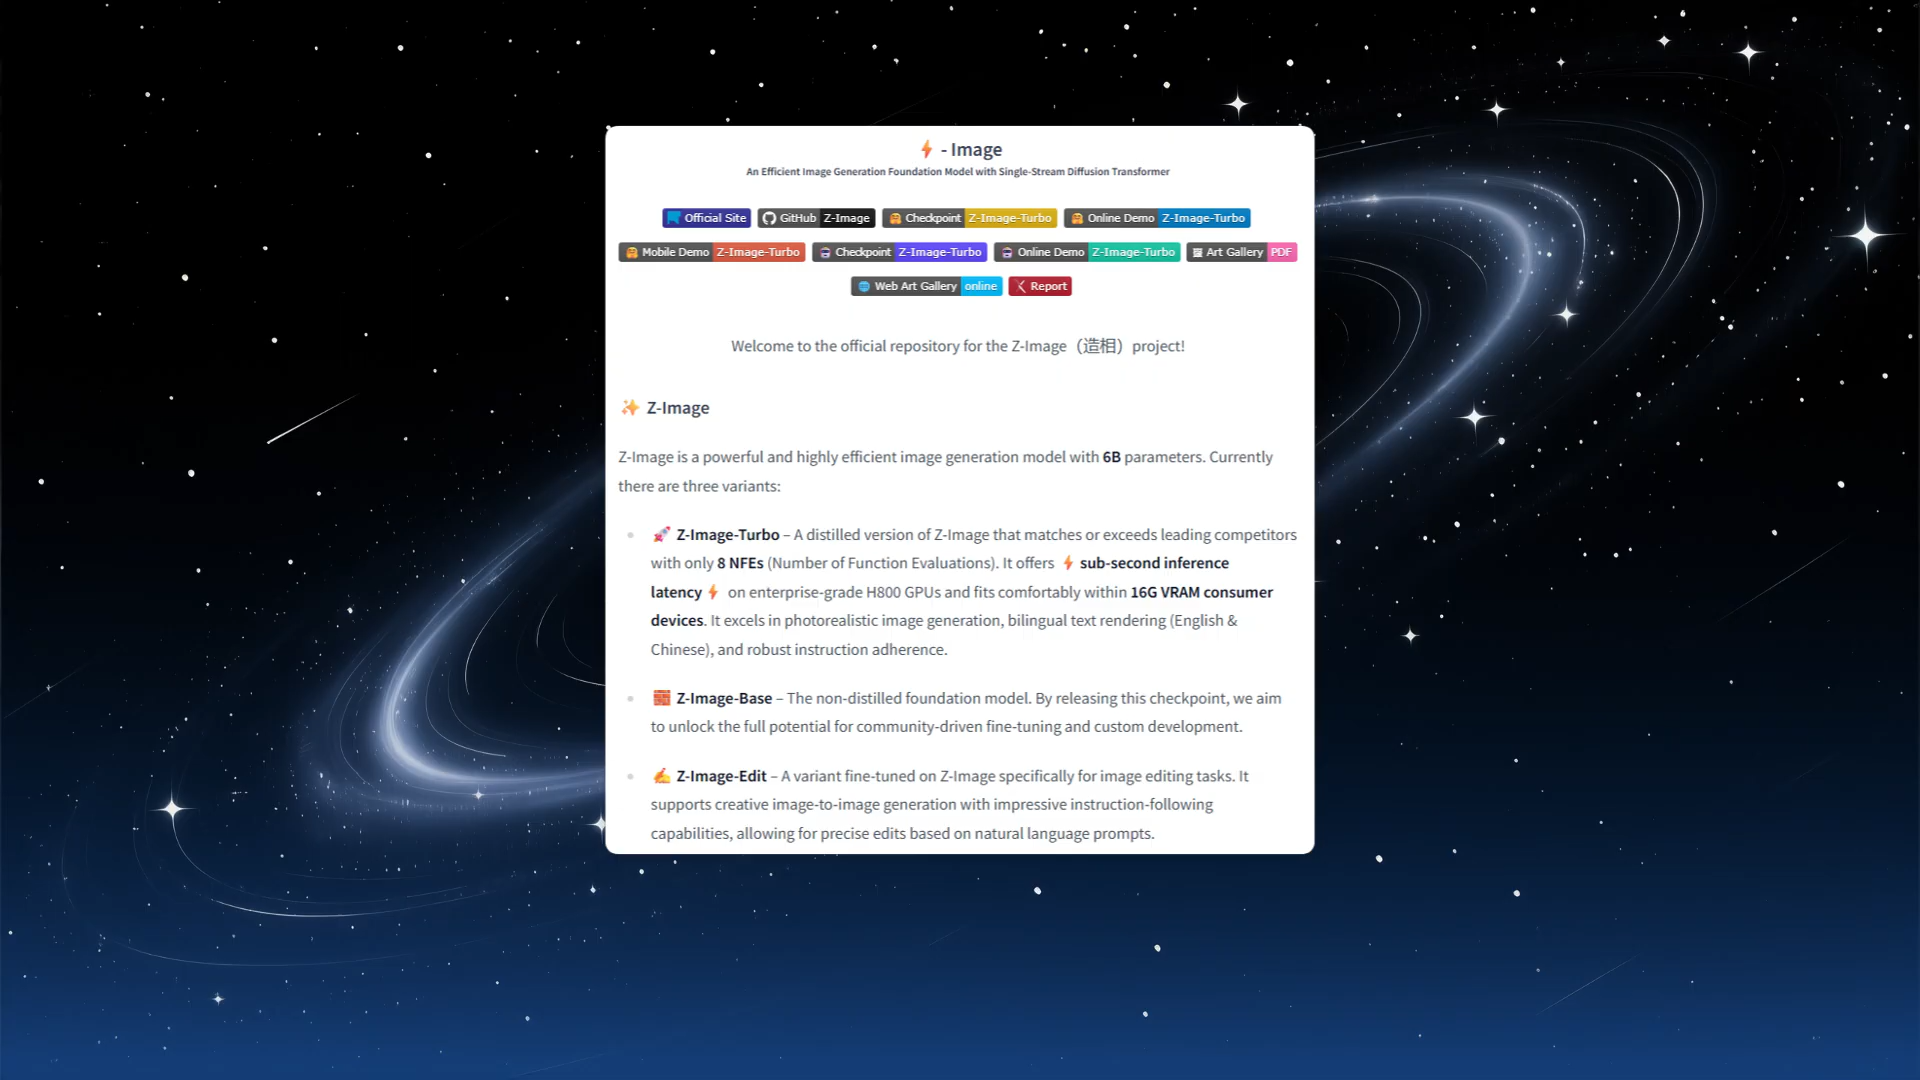 ⚡ - Image
An Efficient Image Generation Foundation Model with Single-Stream Diffusion Transformer
Official Site GitHub Z-Image Checkpoint Z-Image-Turbo Online Demo Z-Image-Turbo
Mobile Demo Z-Image-Turbo Checkpoint Z-Image-Turbo Online Demo Z-Image-Turbo Art Gallery PDF
Web Art Gallery online Report
Welcome to the official repository for the Z-Image（造相）project!
✨ Z-Image
Z-Image is a powerful and highly efficient image generation model with 6B parameters. Currently
there are three variants:
• 🚀 Z-Image-Turbo – A distilled version of Z-Image that matches or exceeds leading competitors
with only 8 NFEs (Number of Function Evaluations). It offers ⚡ sub-second inference
latency ⚡ on enterprise-grade H800 GPUs and fits comfortably within 16G VRAM consumer
devices. It excels in photorealistic image generation, bilingual text rendering (English &
Chinese), and robust instruction adherence.
• 🧱 Z-Image-Base – The non-distilled foundation model. By releasing this checkpoint, we aim
to unlock the full potential for community-driven fine-tuning and custom development.
• ✍️ Z-Image-Edit – A variant fine-tuned on Z-Image specifically for image editing tasks. It
supports creative image-to-image generation with impressive instruction-following
capabilities, allowing for precise edits based on natural language prompts.